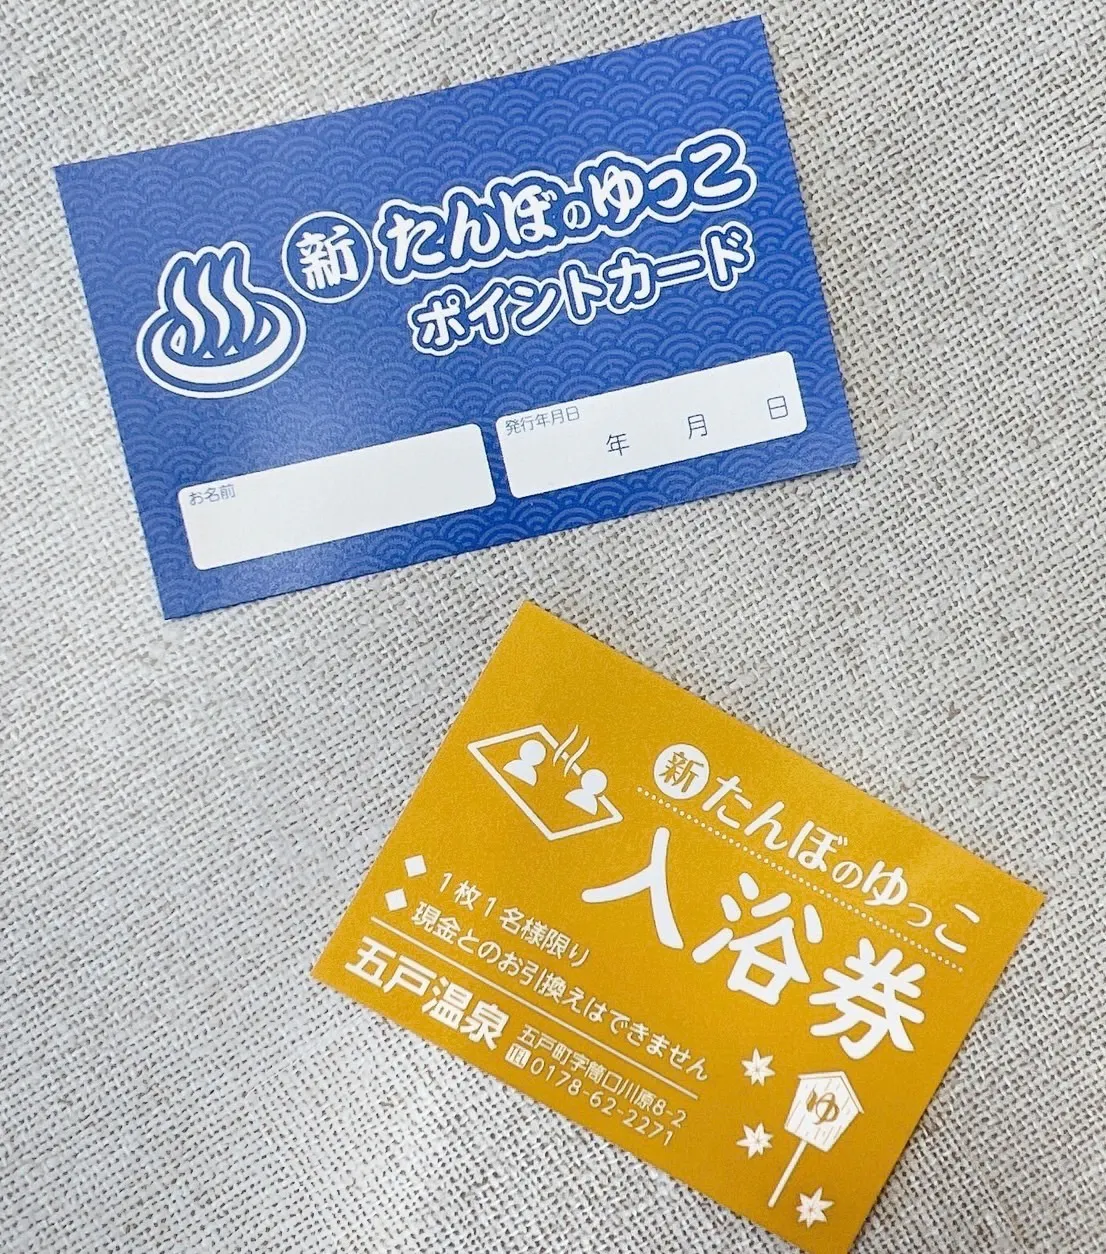 新 たんぼのゆっこ
ポイントカード
お名前
発行年月日
年 月 日
新 たんぼのゆっこ
入浴券
◆ 1枚1名様限り
◆ 現金とのお引換えはできません
五戸温泉
五戸町字筒口川原8-2
0178-62-2271
ゆ